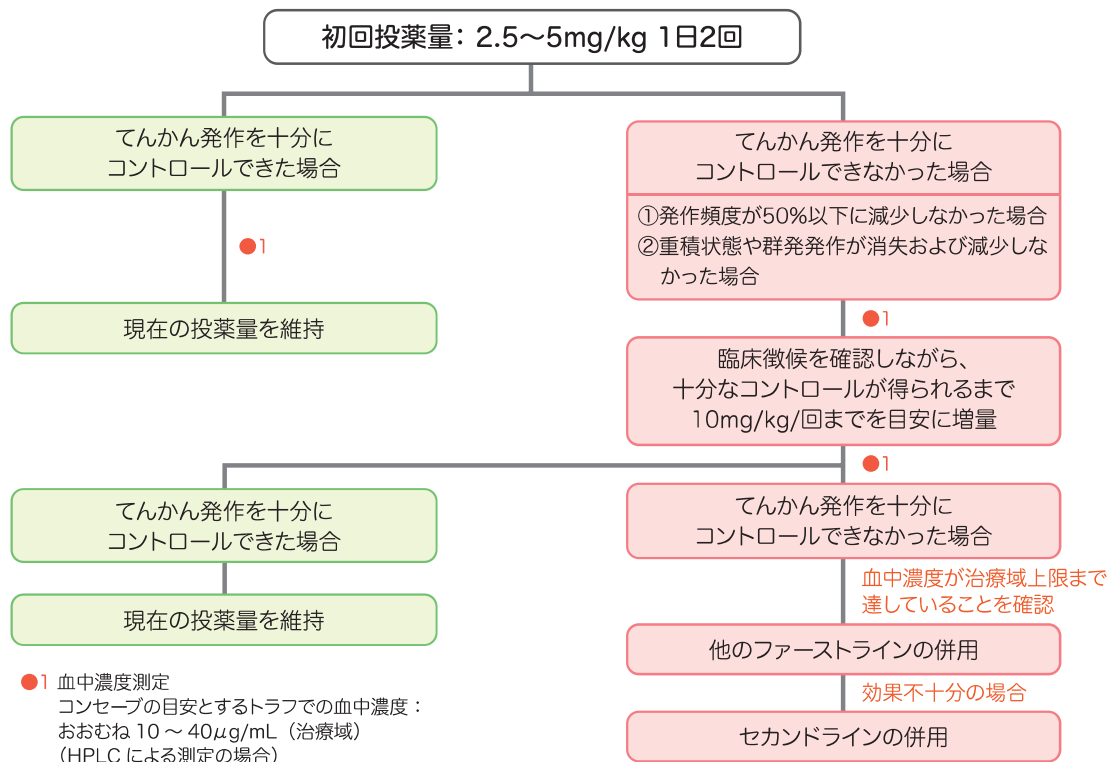 初回投薬量：2.5～5mg/kg 1日2回
てんかん発作を十分に
コントロールできた場合
●1
現在の投薬量を維持
てんかん発作を十分に
コントロールできなかった場合
①発作頻度が50%以下に減少しなかった場合
②重積状態や群発発作が消失および減少しな
かった場合
●1
臨床徴候を確認しながら、
十分なコントロールが得られるまで
10mg/kg/回までを目安に増量
●1
てんかん発作を十分に
コントロールできた場合
現在の投薬量を維持
てんかん発作を十分に
コントロールできなかった場合
血中濃度が治療域上限まで
達していることを確認
他のファーストラインの併用
効果不十分の場合
セカンドラインの併用
●1 血中濃度測定
コンセーブの目安とするトラフでの血中濃度：
おおむね 10 ～ 40μg/mL（治療域）
（HPLC による測定の場合）